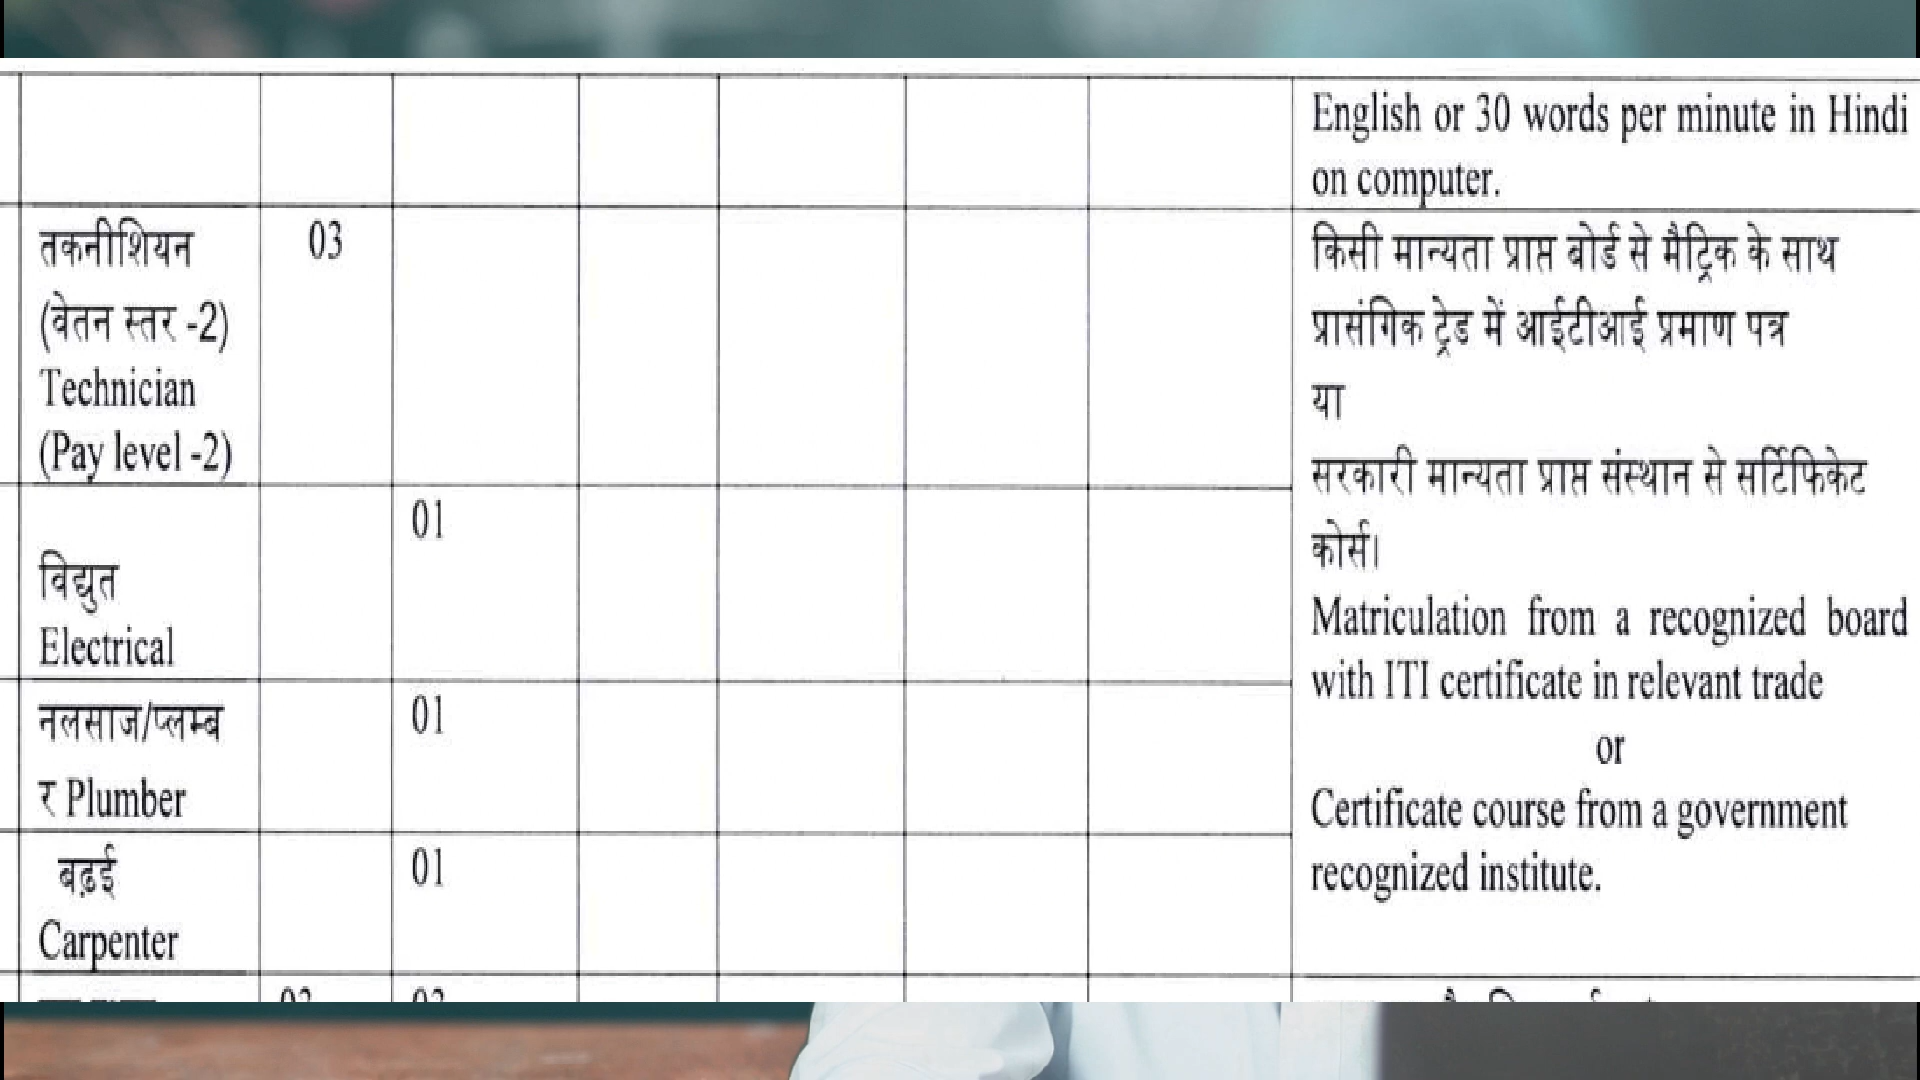 English or 30 words per minute in Hindi
on computer.
तकनीशियन
(वेतन स्तर -2)
Technician
(Pay level -2)
03
किसी मान्यता प्राप्त बोर्ड से मैट्रिक के साथ
प्रासंगिक ट्रेड में आईटीआई प्रमाण पत्र
या
सरकारी मान्यता प्राप्त संस्थान से सर्टिफिकेट
कोर्स।
Matriculation from a recognized board
with ITI certificate in relevant trade
or
Certificate course from a government
recognized institute.
विद्युत
Electrical
01
नलसाज/प्लम्ब
र Plumber
01
बढ़ई
Carpenter
01